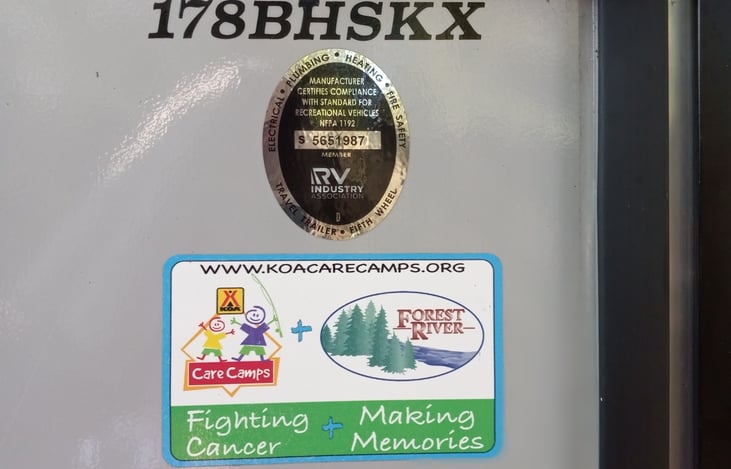 178BHSKX
ELECTRICAL • PLUMBING • HEATING • FIRE SAFETY
MANUFACTURER
CERTIFIES COMPLIANCE
WITH STANDARD FOR
RECREATIONAL VEHICLES
NFPA 1192
S 5651987
MEMBER
RV
INDUSTRY
ASSOCIATION
D
TRAVEL TRAILER • FIFTH WHEEL
WWW.KOACARECAMPS.ORG
KOA
Care Camps
+
FOREST
RIVER
Fighting + Making
Cancer Memories